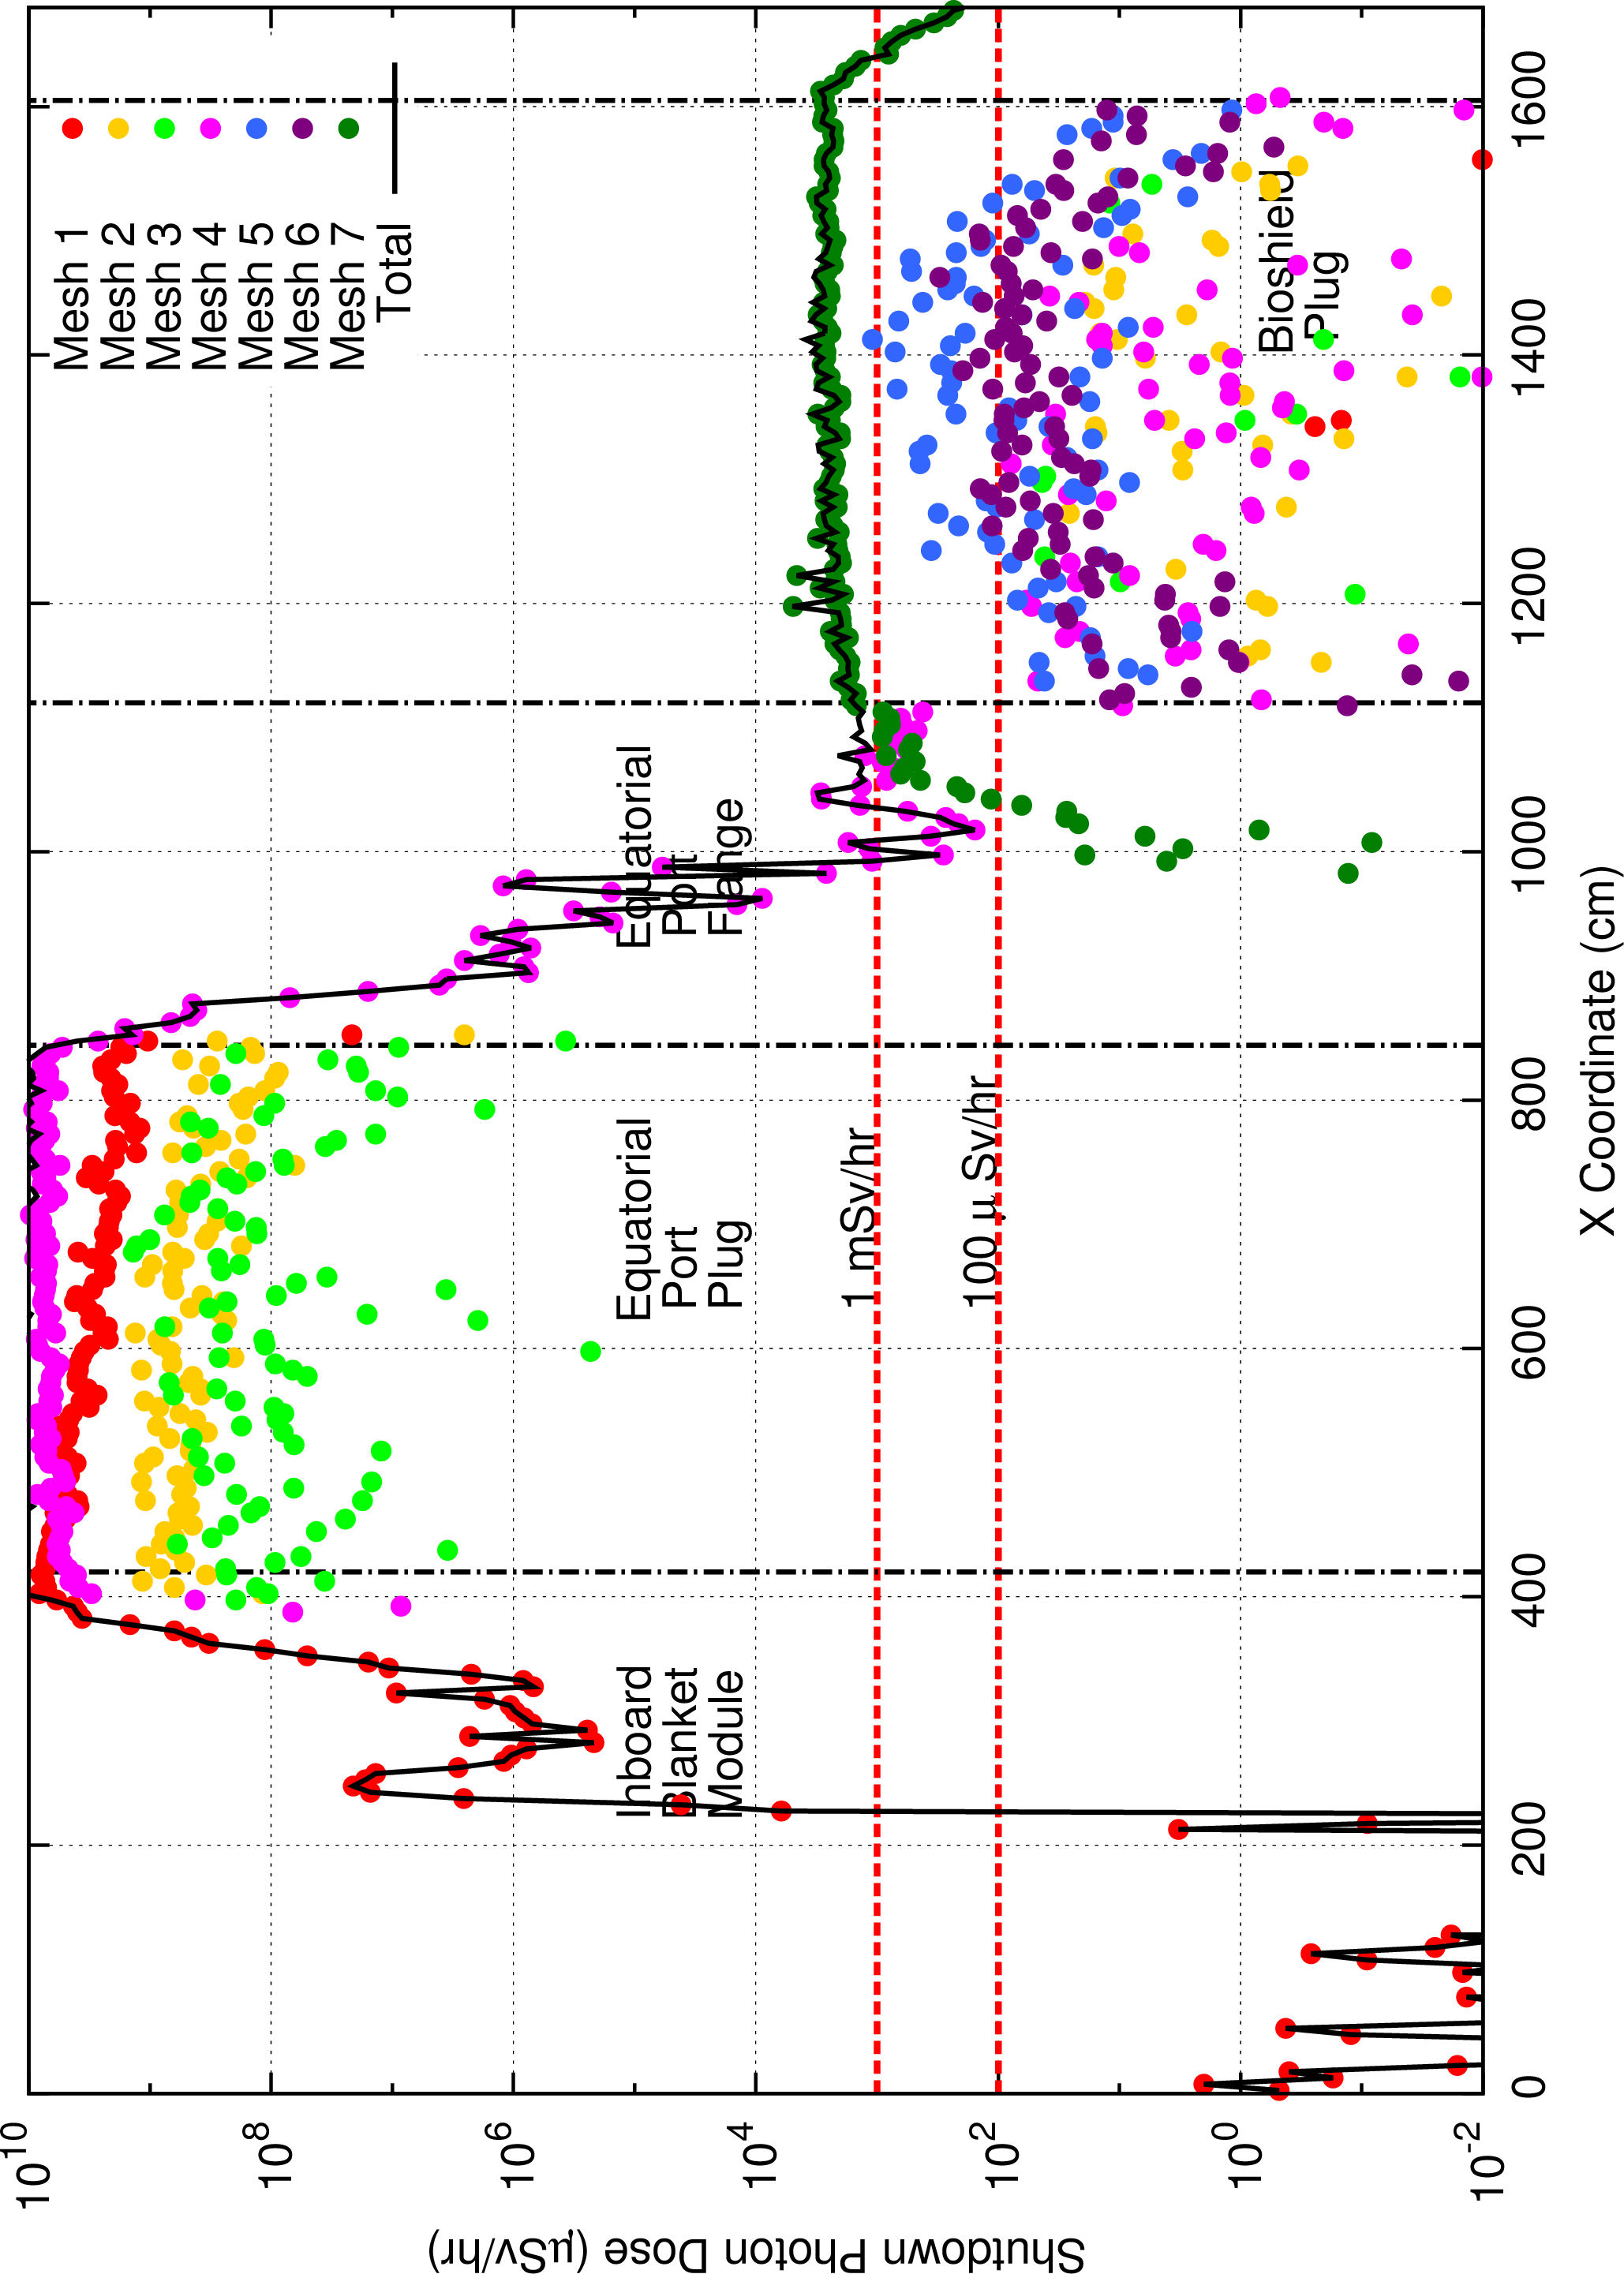 Mesh 1
Mesh 2
Mesh 3
Mesh 4
Mesh 5
Mesh 6
Mesh 7
Total
Inboard
Blanket
Module
Equatorial
Port
Plug
Equatorial
Port
Flange
Bioshield
Plug
1 mSv/hr
100 μ Sv/hr
10^10
10^8
10^6
10^4
10^2
10^0
10^-2
0 200 400 600 800 1000 1200 1400 1600
X Coordinate (cm)
Shutdown Photon Dose (μSv/hr)